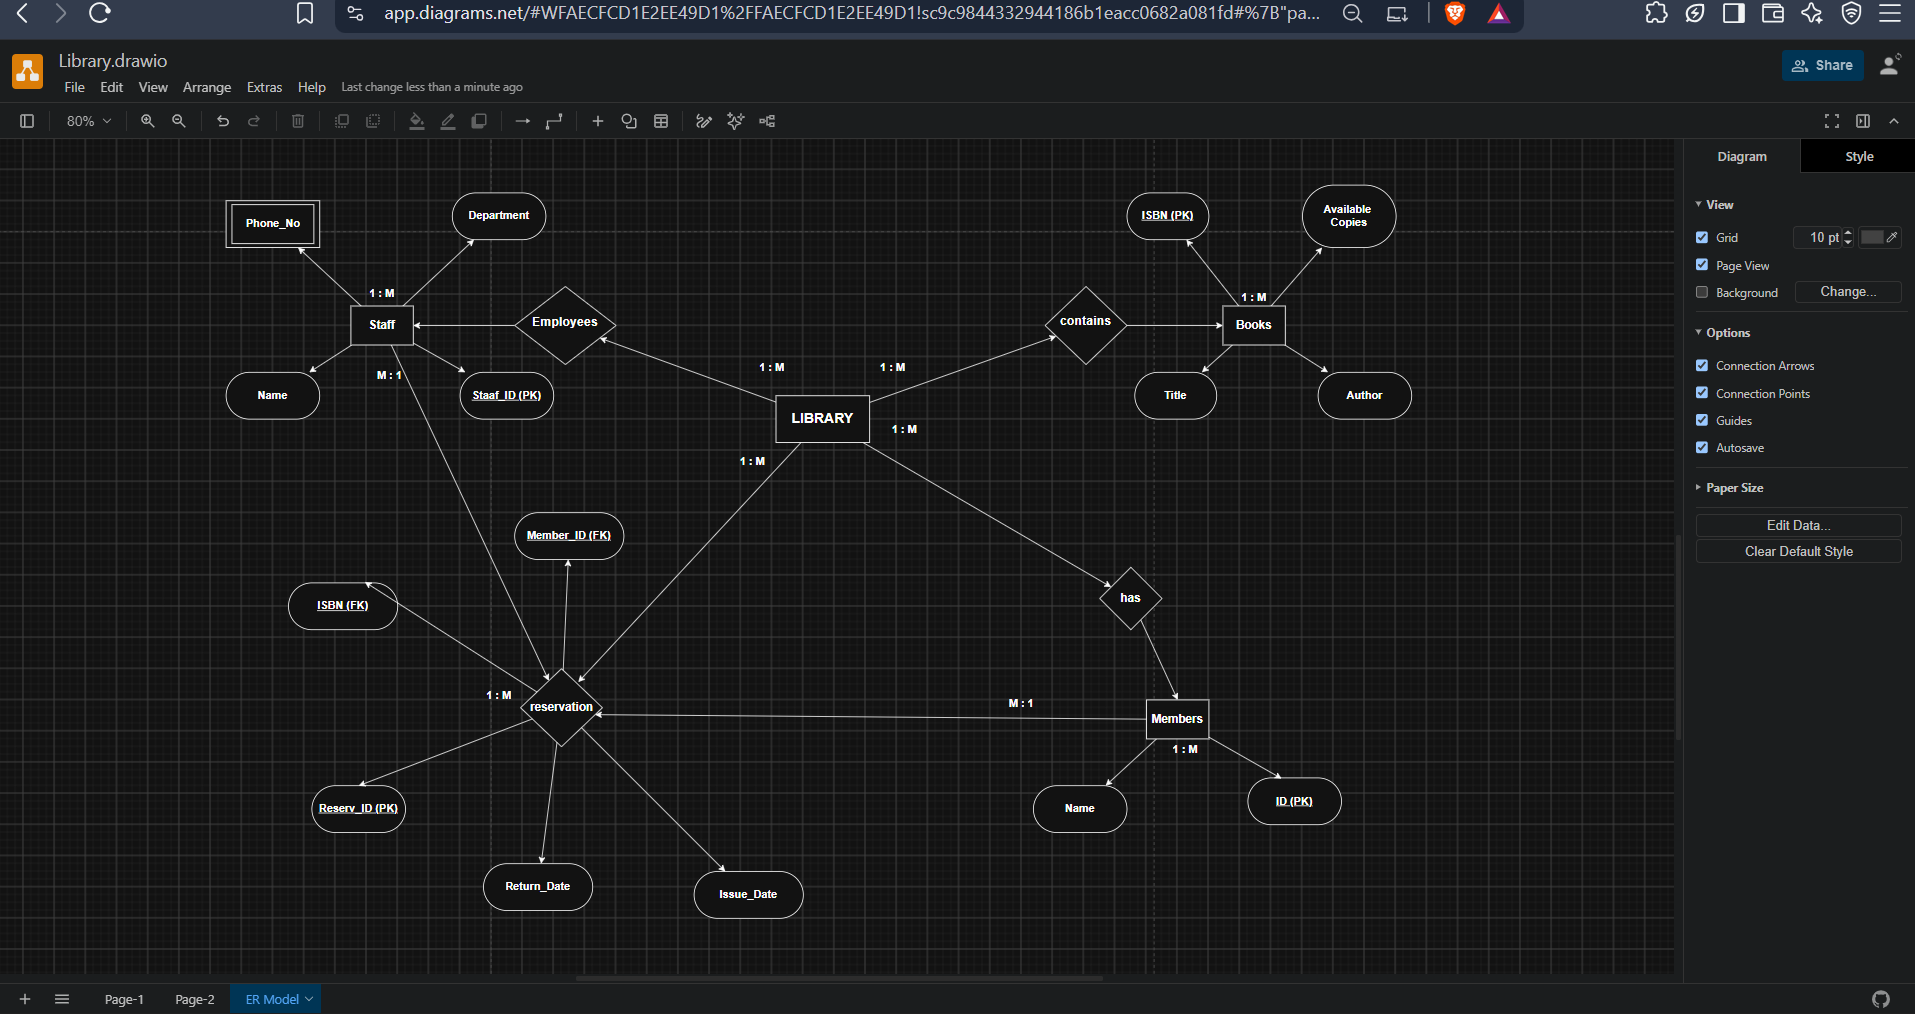 app.diagrams.net/#WFAECFCD1E2EE49D1%2FFAECFCD1E2EE49D1!sc9c9844332944186b1eacc0682a081fd#%7B"pa...
Library.drawio
Share
File Edit View Arrange Extras Help Last change less than a minute ago
80%
Diagram Style
View
Grid 10 pt
Page View
Background Change...
Options
Connection Arrows
Connection Points
Guides
Autosave
Paper Size
Edit Data...
Clear Default Style
Phone_No
Department
ISBN (PK)
Available
Copies
1 : M
1 : M
Staff
Employees
contains
Books
1 : M
1 : M
M : 1
Name
Staaf_ID (PK)
Title
Author
LIBRARY
1 : M
1 : M
Member_ID (FK)
ISBN (FK)
has
1 : M
reservation
M : 1
Members
1 : M
Reserv_ID (PK)
Name
ID (PK)
Return_Date
Issue_Date
Page-1 Page-2 ER Model